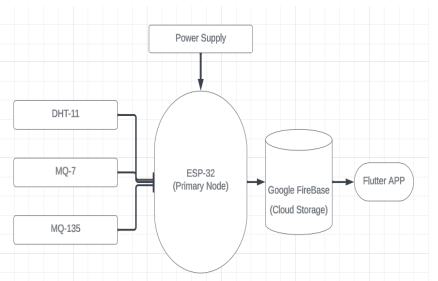 Power Supply
DHT-11
MQ-7
MQ-135
ESP-32
(Primary Node)
Google FireBase
(Cloud Storage)
Flutter APP